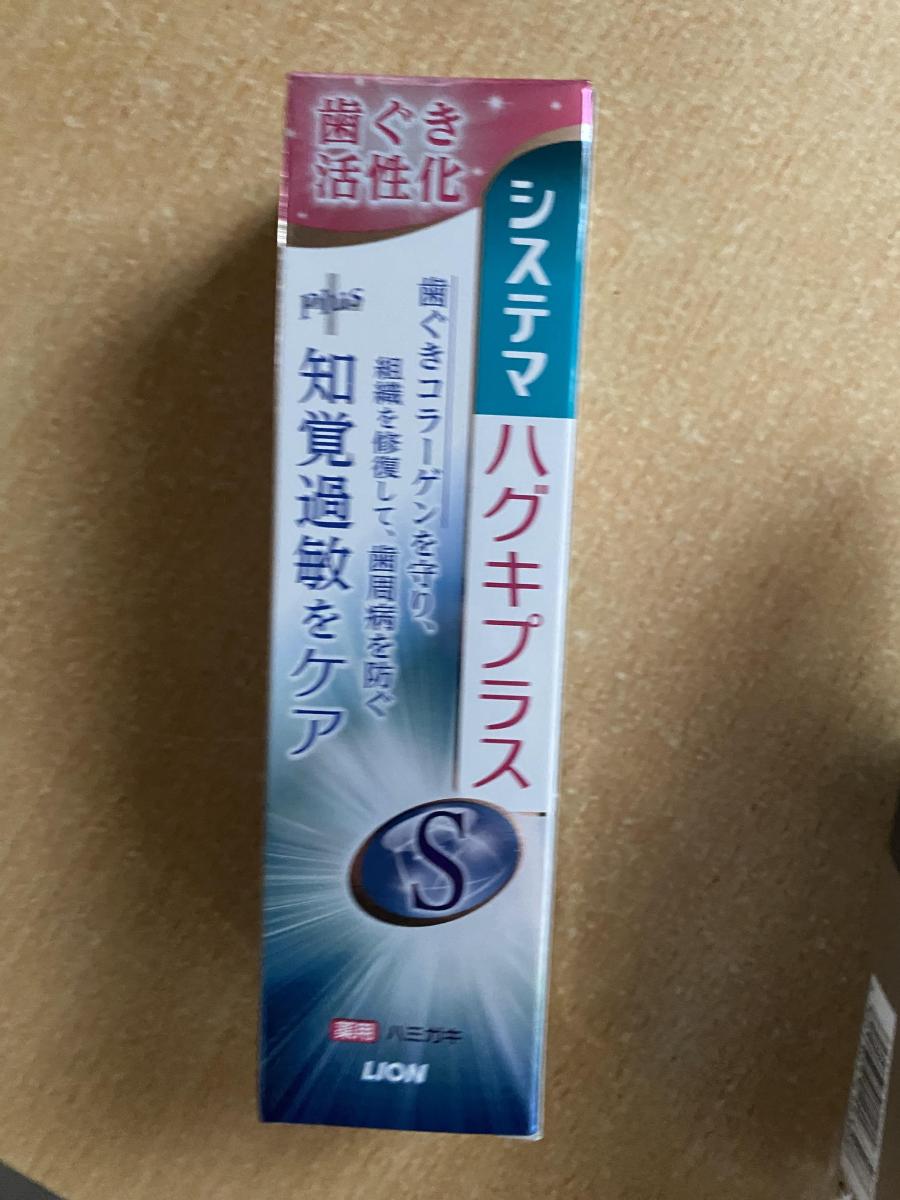 歯ぐき
活性化
システマ
ハグキプラス
S
歯ぐきコラーゲンを守り、
組織を修復して、歯周病を防ぐ
Plus
知覚過敏をケア
薬用 ハミガキ
LION